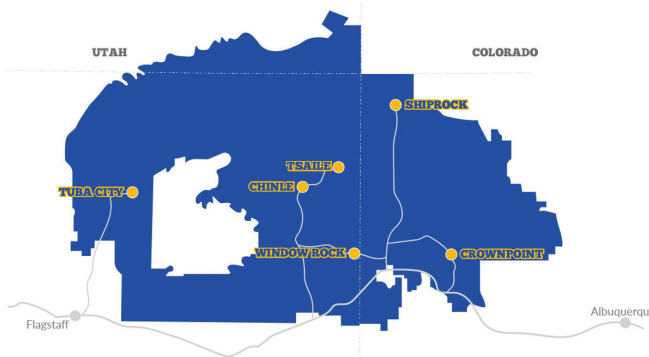 UTAH
COLORADO
SHIPROCK
TSAILE
CHINLE
TUBA CITY
WINDOW ROCK
CROWNPOINT
Albuquerqu
Flagstaff